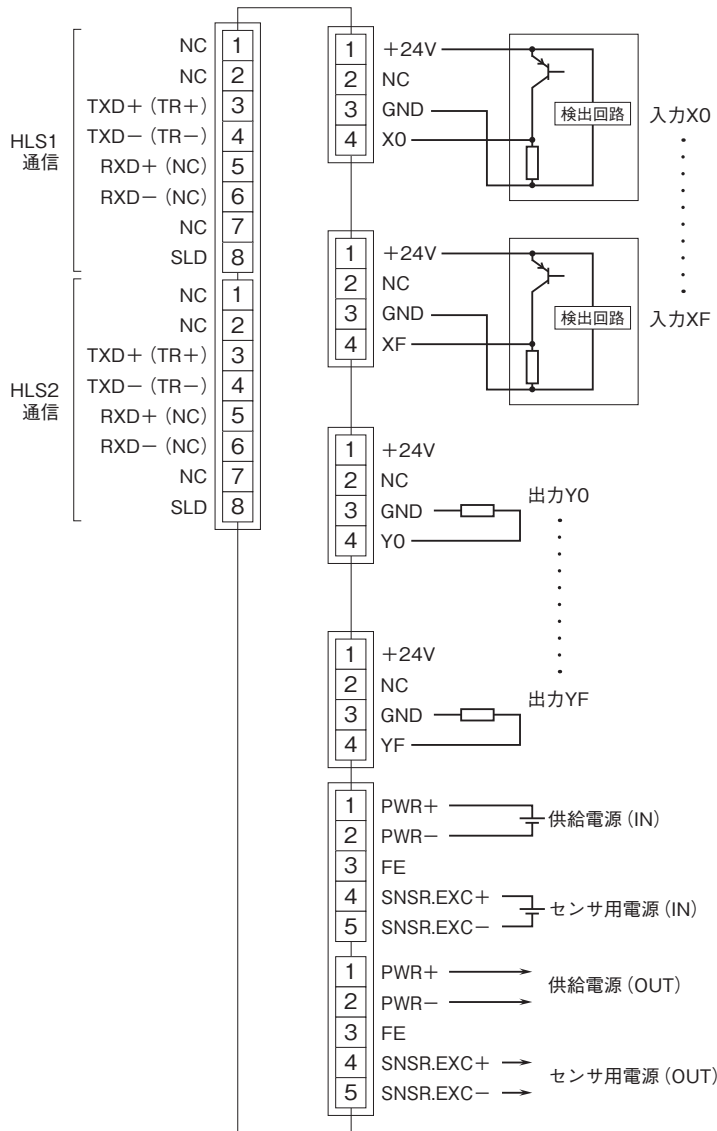 HLS1
通信
NC 1
NC 2
TXD+ (TR+) 3
TXD− (TR−) 4
RXD+ (NC) 5
RXD− (NC) 6
NC 7
SLD 8
HLS2
通信
NC 1
NC 2
TXD+ (TR+) 3
TXD− (TR−) 4
RXD+ (NC) 5
RXD− (NC) 6
NC 7
SLD 8
1 +24V
2 NC
3 GND
4 X0
検出回路
入力X0
1 +24V
2 NC
3 GND
4 XF
検出回路
入力XF
1 +24V
2 NC
3 GND
4 Y0
出力Y0
1 +24V
2 NC
3 GND
4 YF
出力YF
1 PWR+
2 PWR−
供給電源 (IN)
3 FE
4 SNSR.EXC+
5 SNSR.EXC−
センサ用電源 (IN)
1 PWR+
2 PWR−
供給電源 (OUT)
3 FE
4 SNSR.EXC+
5 SNSR.EXC−
センサ用電源 (OUT)